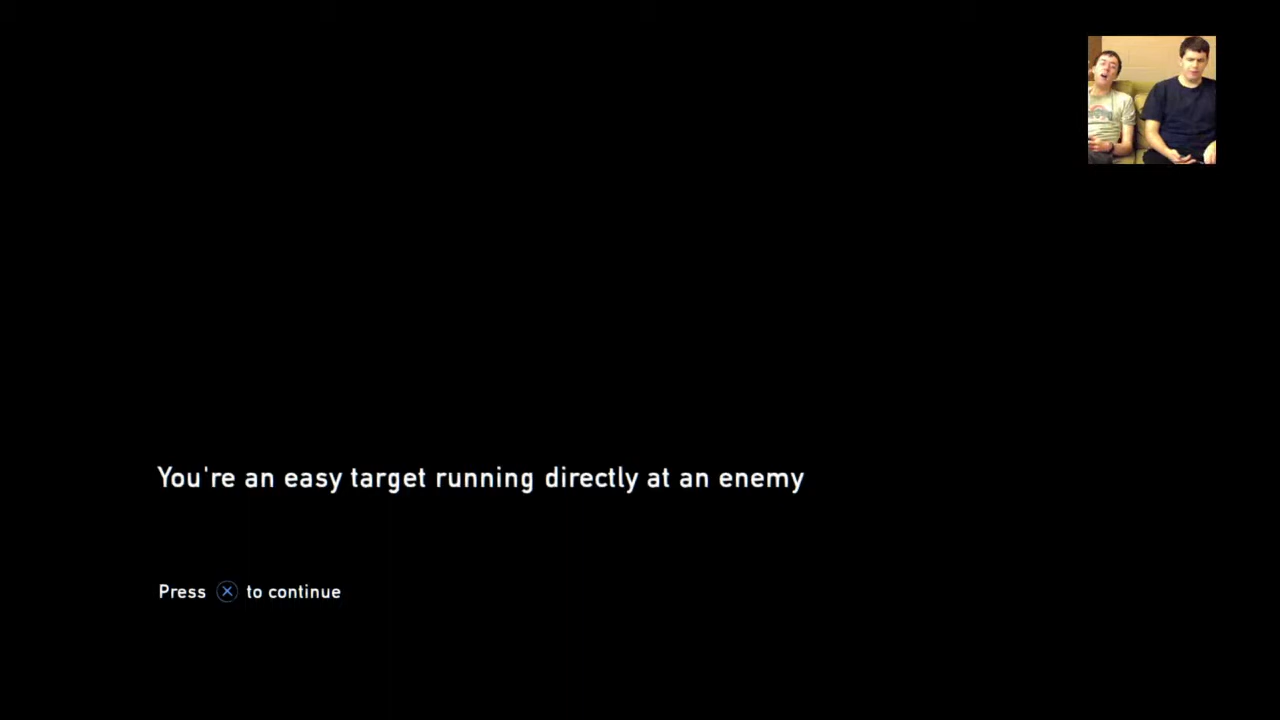 You're an easy target running directly at an enemy
Press ⓧ to continue